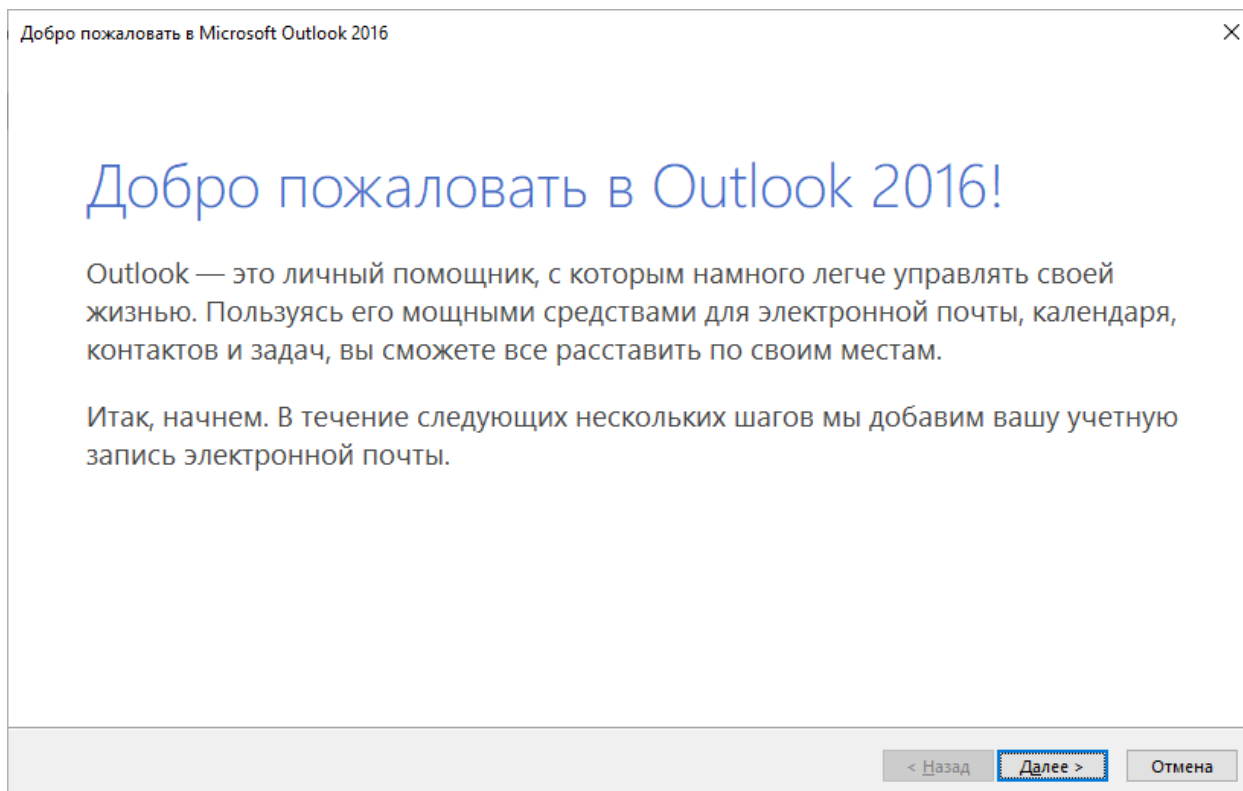 Добро пожаловать в Microsoft Outlook 2016
Добро пожаловать в Outlook 2016!
Outlook — это личный помощник, с которым намного легче управлять своей
жизнью. Пользуясь его мощными средствами для электронной почты, календаря,
контактов и задач, вы сможете все расставить по своим местам.
Итак, начнем. В течение следующих нескольких шагов мы добавим вашу учетную
запись электронной почты.
< Назад Далее > Отмена